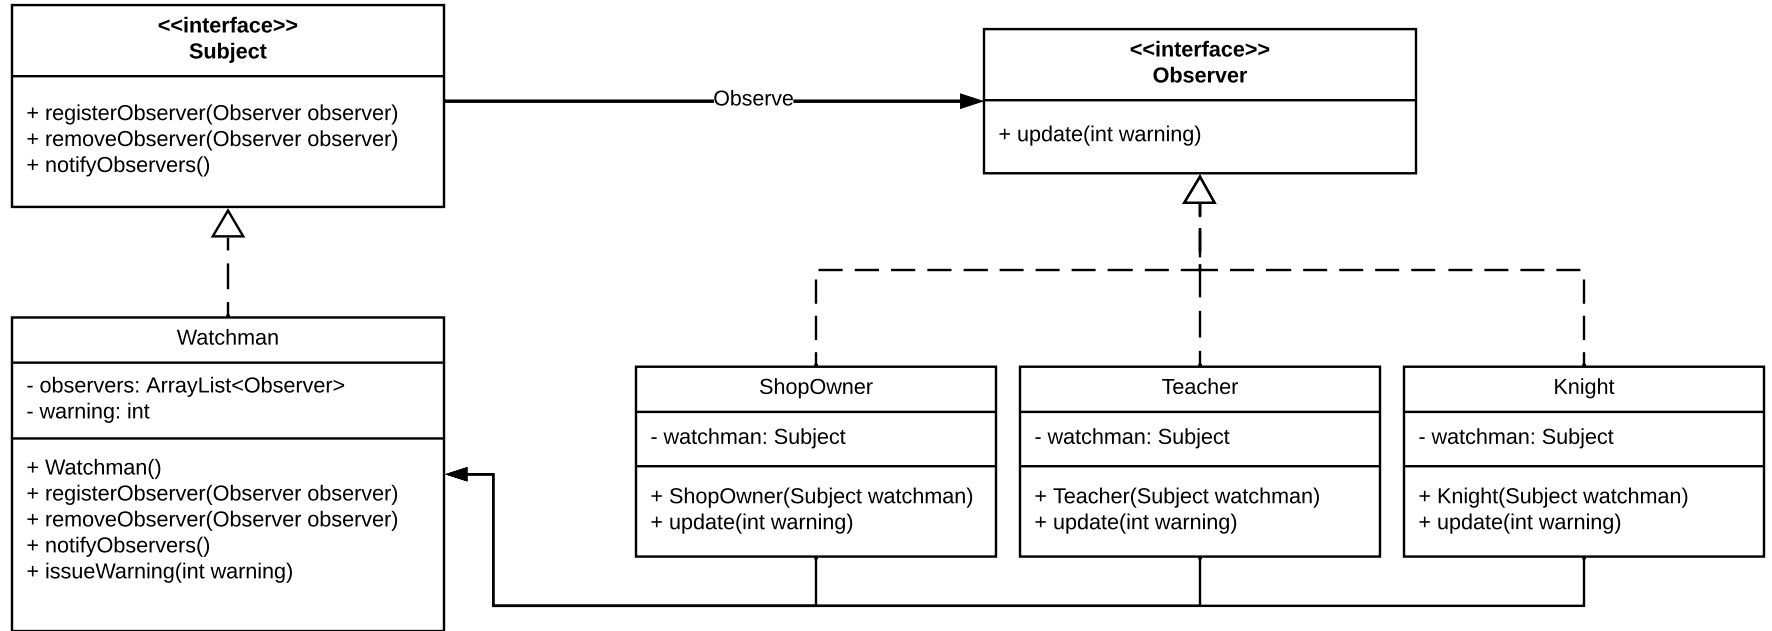 <<interface>>
Subject
+ registerObserver(Observer observer)
+ removeObserver(Observer observer)
+ notifyObservers()
Observe
<<interface>>
Observer
+ update(int warning)
Watchman
- observers: ArrayList<Observer>
- warning: int
+ Watchman()
+ registerObserver(Observer observer)
+ removeObserver(Observer observer)
+ notifyObservers()
+ issueWarning(int warning)
ShopOwner
- watchman: Subject
+ ShopOwner(Subject watchman)
+ update(int warning)
Teacher
- watchman: Subject
+ Teacher(Subject watchman)
+ update(int warning)
Knight
- watchman: Subject
+ Knight(Subject watchman)
+ update(int warning)